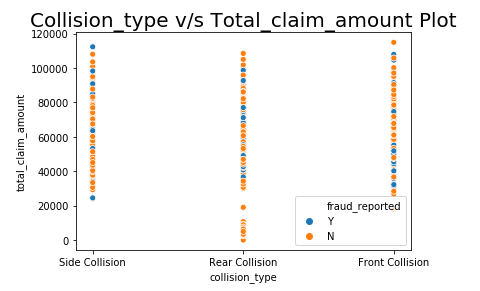 Collision_type v/s Total_claim_amount Plot
120000
100000
80000
60000
40000
20000
0
total_claim_amount
fraud_reported
Y
N
Side Collision
Rear Collision
Front Collision
collision_type